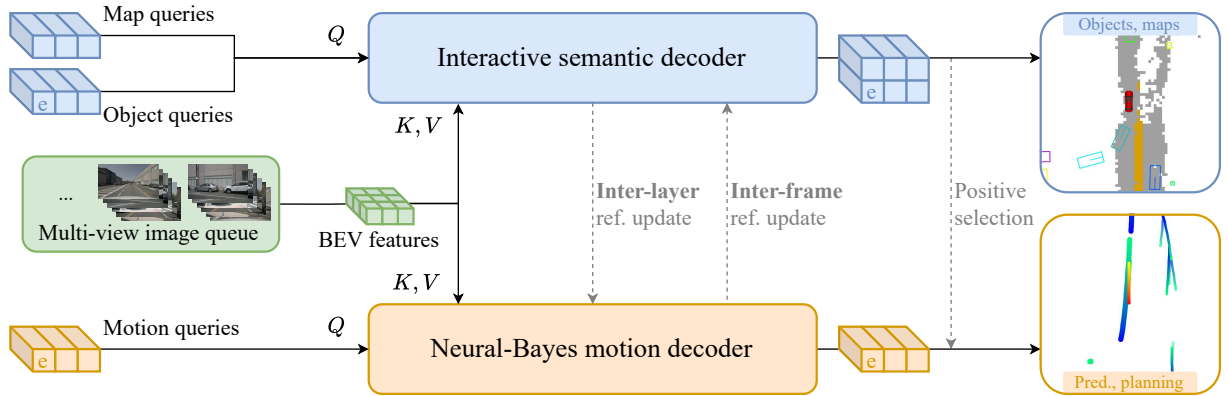 Map queries
Q
Interactive semantic decoder
Objects, maps
e
e
Object queries
K, V
...
Multi-view image queue
BEV features
Inter-layer
ref. update
Inter-frame
ref. update
Positive
selection
K, V
Motion queries
Q
e
Neural-Bayes motion decoder
e
Pred., planning